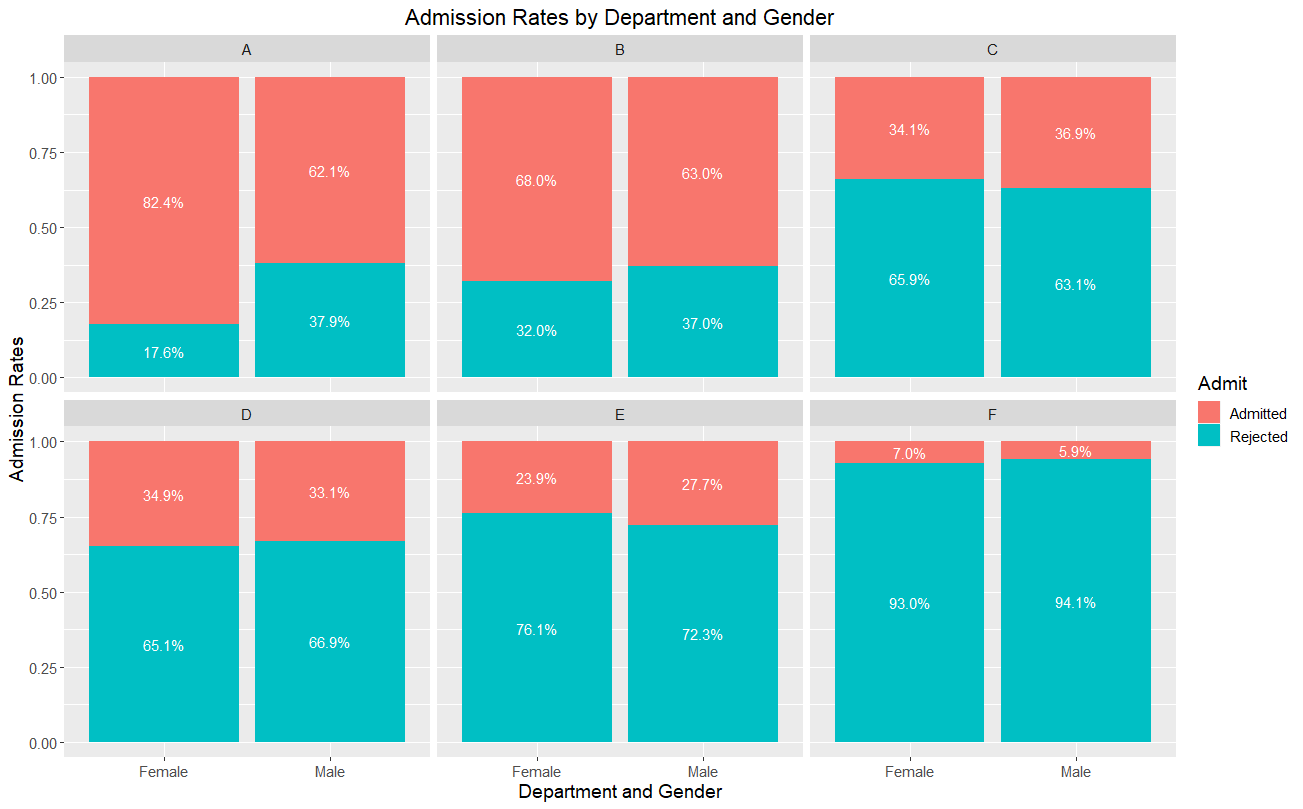 Admission Rates by Department and Gender
A
B
C
1.00
0.75
0.50
0.25
0.00
82.4%
17.6%
62.1%
37.9%
68.0%
32.0%
63.0%
37.0%
34.1%
65.9%
36.9%
63.1%
D
E
F
1.00
0.75
0.50
0.25
0.00
34.9%
65.1%
33.1%
66.9%
23.9%
76.1%
27.7%
72.3%
7.0%
93.0%
5.9%
94.1%
Female
Male
Female
Male
Female
Male
Department and Gender
Admission Rates
Admit
Admitted
Rejected